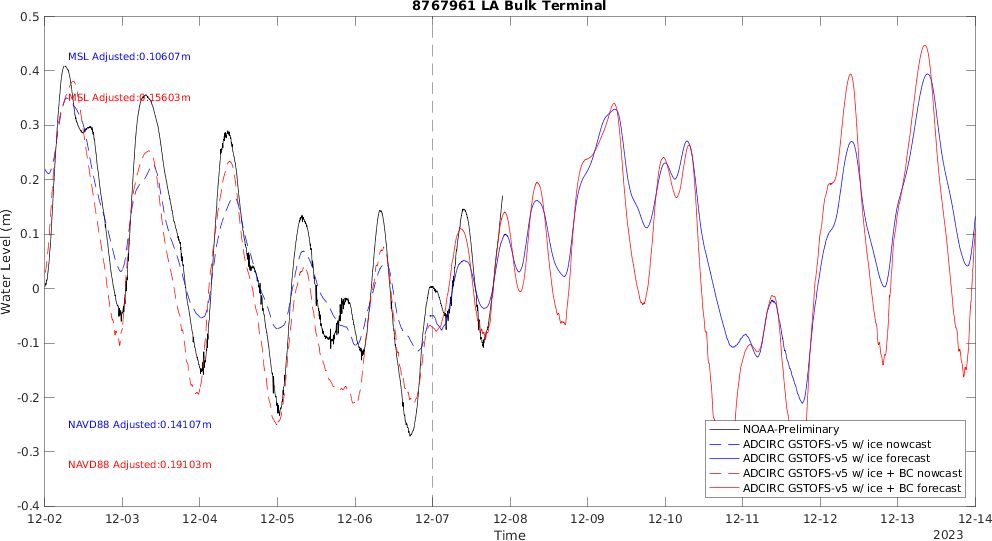 8767961 LA Bulk Terminal
0.5
0.4
0.3
0.2
0.1
0
-0.1
-0.2
-0.3
-0.4
Water Level (m)
MSL Adjusted:0.10607m
MSL Adjusted:0.15603m
NAVD88 Adjusted:0.14107m
NAVD88 Adjusted:0.19103m
NOAA-Preliminary
ADCIRC GSTOFS-v5 w/ ice nowcast
ADCIRC GSTOFS-v5 w/ ice forecast
ADCIRC GSTOFS-v5 w/ ice + BC nowcast
ADCIRC GSTOFS-v5 w/ ice + BC forecast
12-02 12-03 12-04 12-05 12-06 12-07 12-08 12-09 12-10 12-11 12-12 12-13 12-14
Time
2023